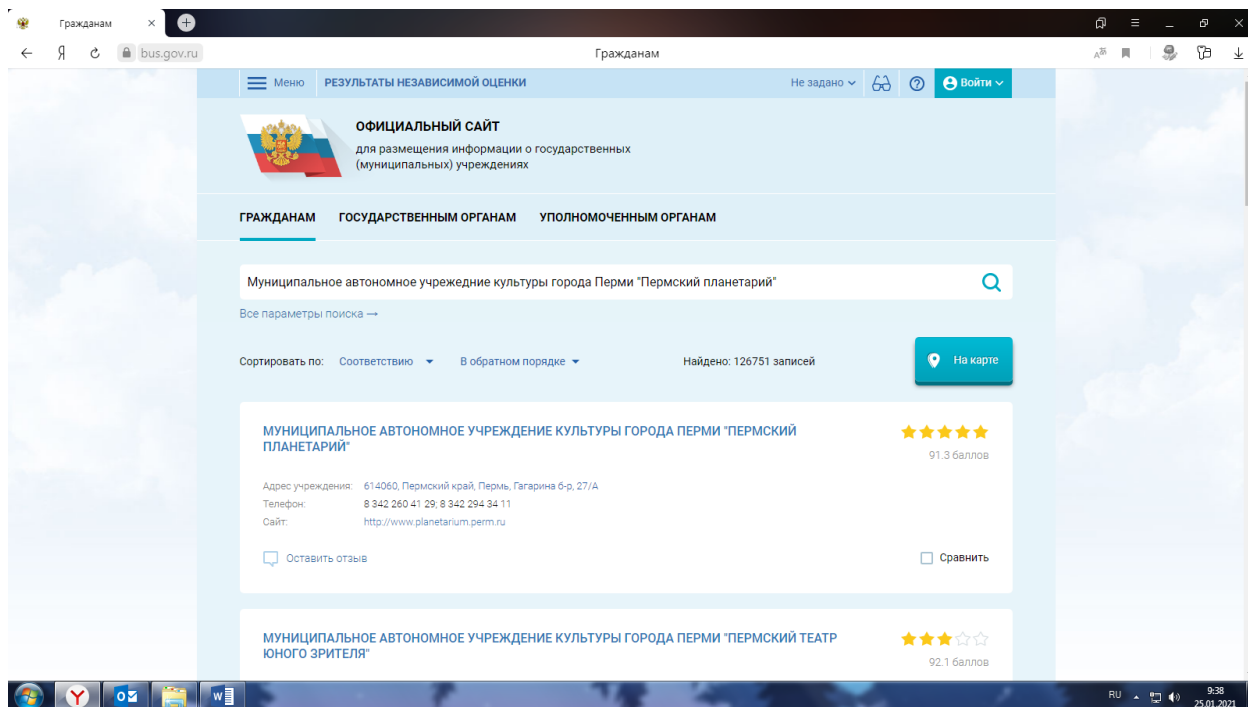 Гражданам
bus.gov.ru
Гражданам
Меню
РЕЗУЛЬТАТЫ НЕЗАВИСИМОЙ ОЦЕНКИ
Не задано
Войти
ОФИЦИАЛЬНЫЙ САЙТ
для размещения информации о государственных
(муниципальных) учреждениях
ГРАЖДАНАМ ГОСУДАРСТВЕННЫМ ОРГАНАМ УПОЛНОМОЧЕННЫМ ОРГАНАМ
Муниципальное автономное учрежедние культуры города Перми "Пермский планетарий"
Все параметры поиска →
Сортировать по: Соответствию В обратном порядке Найдено: 126751 записей
На карте
МУНИЦИПАЛЬНОЕ АВТОНОМНОЕ УЧРЕЖДЕНИЕ КУЛЬТУРЫ ГОРОДА ПЕРМИ "ПЕРМСКИЙ
ПЛАНЕТАРИЙ"
91.3 баллов
Адрес учреждения: 614060, Пермский край, Пермь, Гагарина б-р, 27/А
Телефон: 8 342 260 41 29; 8 342 294 34 11
Сайт: http://www.planetarium.perm.ru
Оставить отзыв
Сравнить
МУНИЦИПАЛЬНОЕ АВТОНОМНОЕ УЧРЕЖДЕНИЕ КУЛЬТУРЫ ГОРОДА ПЕРМИ "ПЕРМСКИЙ ТЕАТР
ЮНОГО ЗРИТЕЛЯ"
92.1 баллов
RU
9:38
25.01.2021